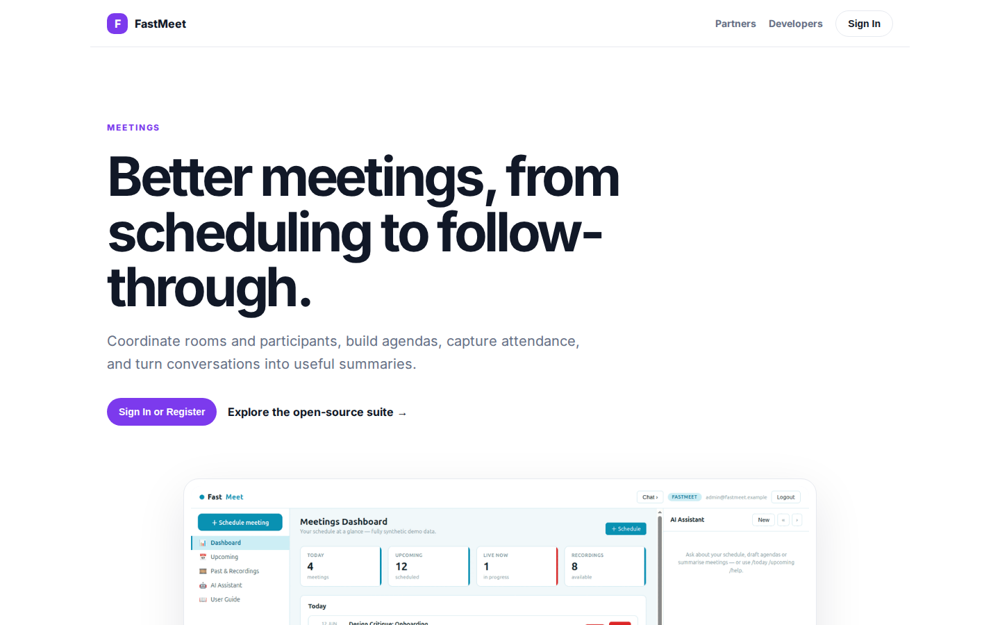 F FastMeet
Partners Developers Sign In
MEETINGS
Better meetings, from
scheduling to follow-
through.
Coordinate rooms and participants, build agendas, capture attendance,
and turn conversations into useful summaries.
Sign In or Register Explore the open-source suite →
Fast Meet
Chat › FASTMEET admin@fastmeet.example Logout
+ Schedule meeting
Dashboard
Upcoming
Past & Recordings
AI Assistant
User Guide
Meetings Dashboard
Your schedule at a glance — fully synthetic demo data.
+ Schedule
TODAY
4
meetings
UPCOMING
12
scheduled
LIVE NOW
1
in progress
RECORDINGS
8
available
Today
12 JUN Design Critique: Onboarding
AI Assistant
New « ›
Ask about your schedule, draft agendas or
summarise meetings — or use /today /upcoming
/help.